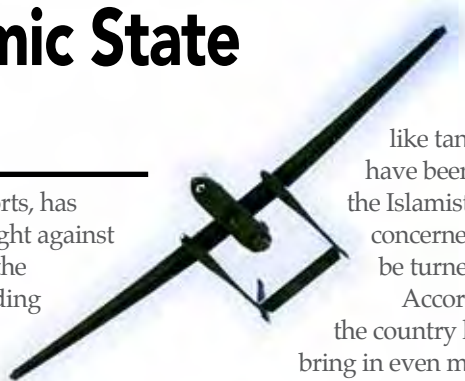 mic State
rts, has
ght against
the
ding
like tan
have been
the Islamist
concerne
be turne
Accor
the country h
bring in even m